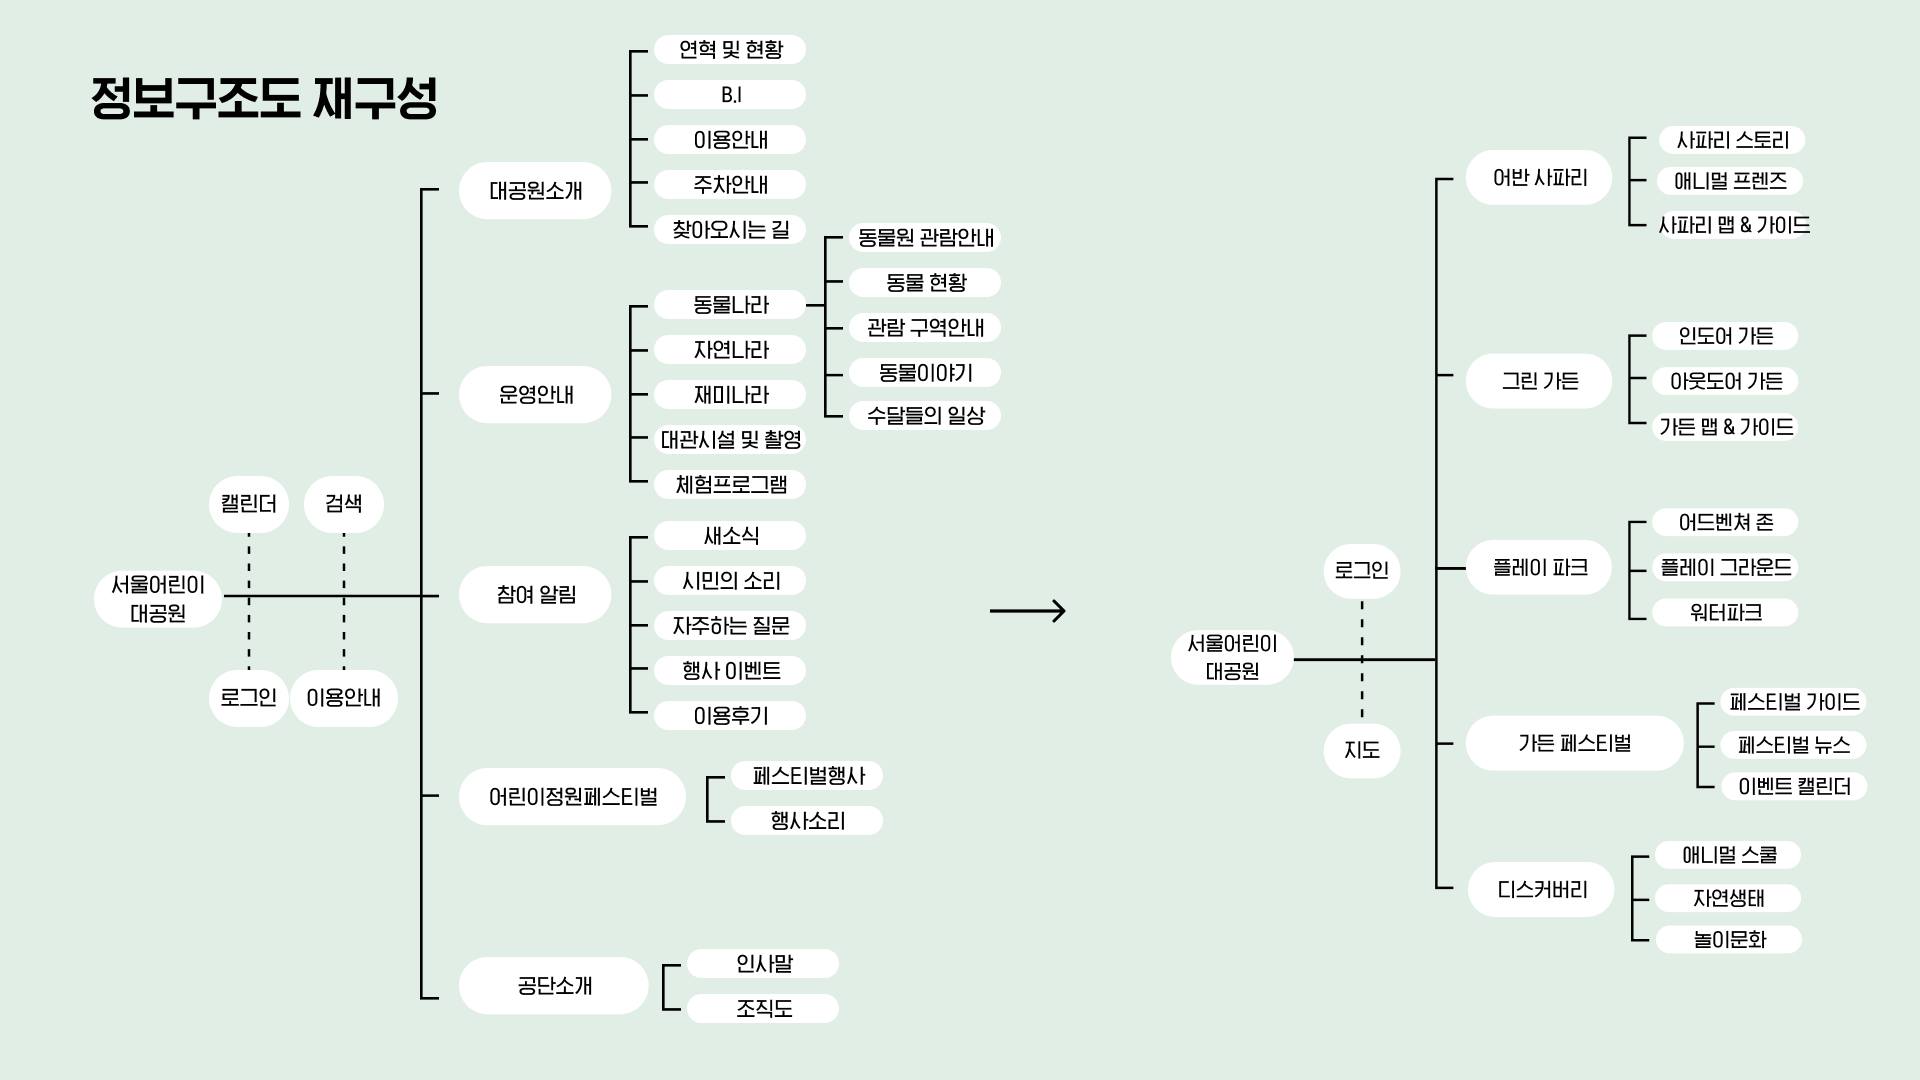 정보구조도 재구성
서울어린이
대공원
캘린더
검색
로그인
이용안내
대공원소개
연혁 및 현황
B.I
이용안내
주차안내
찾아오시는 길
운영안내
동물나라
자연나라
재미나라
대관시설 및 촬영
체험프로그램
동물원 관람안내
동물 현황
관람 구역안내
동물이야기
수달들의 일상
참여 알림
새소식
시민의 소리
자주하는 질문
행사 이벤트
이용후기
어린이정원페스티벌
페스티벌행사
행사소리
공단소개
인사말
조직도
서울어린이
대공원
로그인
지도
어반 사파리
사파리 스토리
애니멀 프렌즈
사파리 맵 & 가이드
그린 가든
인도어 가든
아웃도어 가든
가든 맵 & 가이드
플레이 파크
어드벤쳐 존
플레이 그라운드
워터파크
가든 페스티벌
페스티벌 가이드
페스티벌 뉴스
이벤트 캘린더
디스커버리
애니멀 스쿨
자연생태
놀이문화